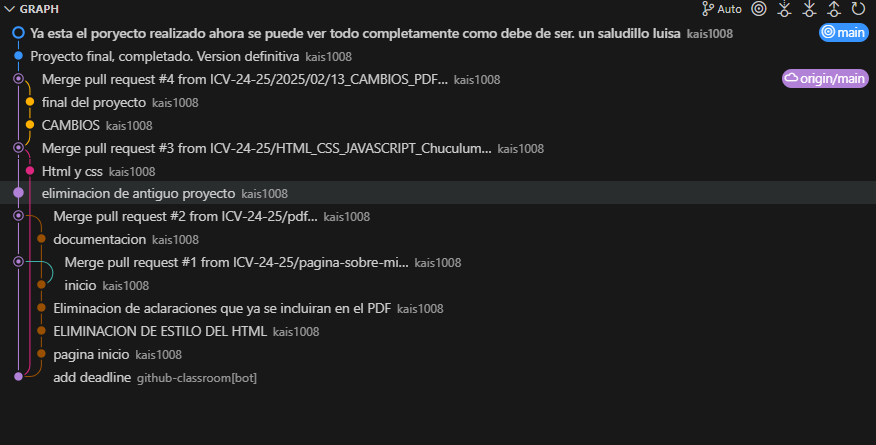 GRAPH
Auto
Ya esta el poryecto realizado ahora se puede ver todo completamente como debe de ser. un saludillo luisa kais1008 main
Proyecto final, completado. Version definitiva kais1008
Merge pull request #4 from ICV-24-25/2025/02/13_CAMBIOS_PDF... kais1008 origin/main
final del proyecto kais1008
CAMBIOS kais1008
Merge pull request #3 from ICV-24-25/HTML_CSS_JAVASCRIPT_Chuculum... kais1008
Html y css kais1008
eliminacion de antiguo proyecto kais1008
Merge pull request #2 from ICV-24-25/pdf... kais1008
documentacion kais1008
Merge pull request #1 from ICV-24-25/pagina-sobre-mi... kais1008
inicio kais1008
Eliminacion de aclaraciones que ya se incluiran en el PDF kais1008
ELIMINACION DE ESTILO DEL HTML kais1008
pagina inicio kais1008
add deadline github-classroom[bot]